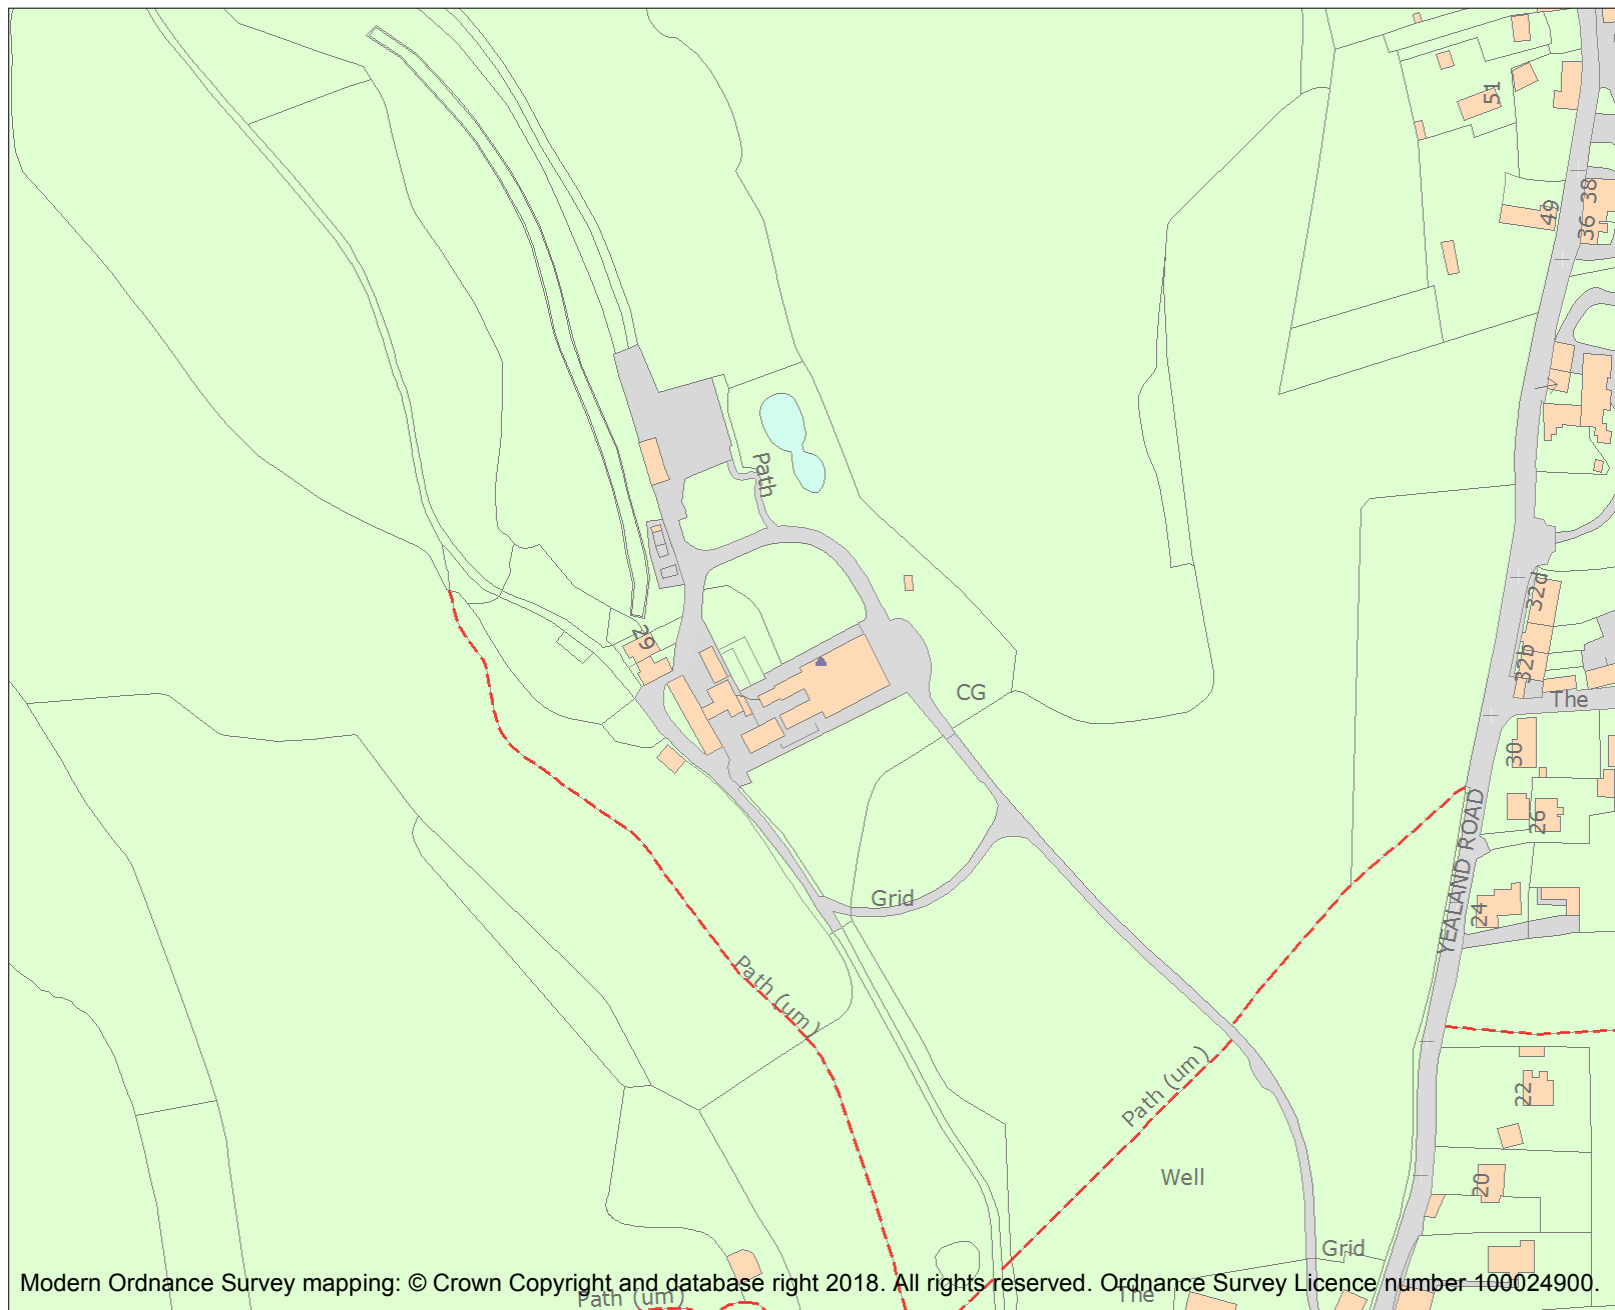 51
38
49
36
Path
32d
29
32b
CG
The
30
26
YEALAND ROAD
Grid
24
Path (um)
Path (um)
22
Well
20
Grid
Modern Ordnance Survey mapping: © Crown Copyright and database right 2018. All rights reserved. Ordnance Survey Licence number 100024900.
Path (um)
The